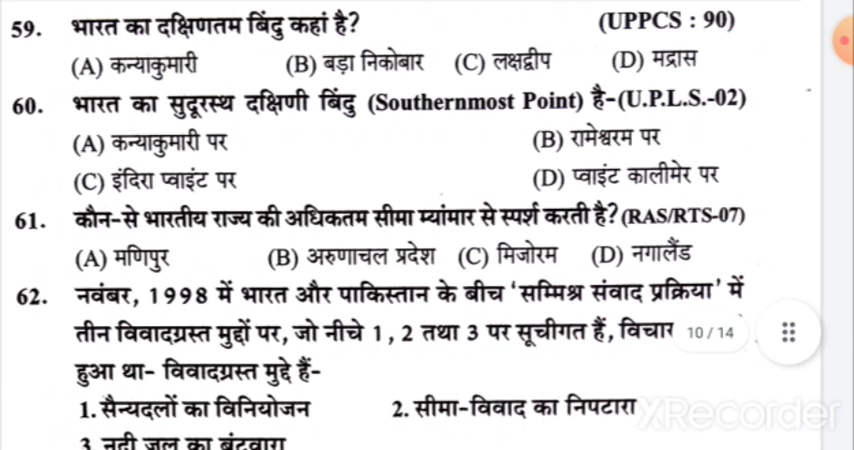 59. भारत का दक्षिणतम बिंदु कहां है? (UPPCS : 90)
(A) कन्याकुमारी (B) बड़ा निकोबार (C) लक्षद्वीप (D) मद्रास
60. भारत का सुदूरस्थ दक्षिणी बिंदु (Southernmost Point) है-(U.P.L.S.-02)
(A) कन्याकुमारी पर (B) रामेश्वरम पर
(C) इंदिरा प्वाइंट पर (D) प्वाइंट कालीमेर पर
61. कौन-से भारतीय राज्य की अधिकतम सीमा म्यांमार से स्पर्श करती है? (RAS/RTS-07)
(A) मणिपुर (B) अरुणाचल प्रदेश (C) मिजोरम (D) नगालैंड
62. नवंबर, 1998 में भारत और पाकिस्तान के बीच ‘सम्मिश्र संवाद प्रक्रिया’ में
तीन विवादग्रस्त मुद्दों पर, जो नीचे 1, 2 तथा 3 पर सूचीगत हैं, विचार 10 / 14
हुआ था- विवादग्रस्त मुद्दे हैं-
1. सैन्यदलों का विनियोजन 2. सीमा-विवाद का निपटारा XRecorder
3. नदी जल का बंटवारा